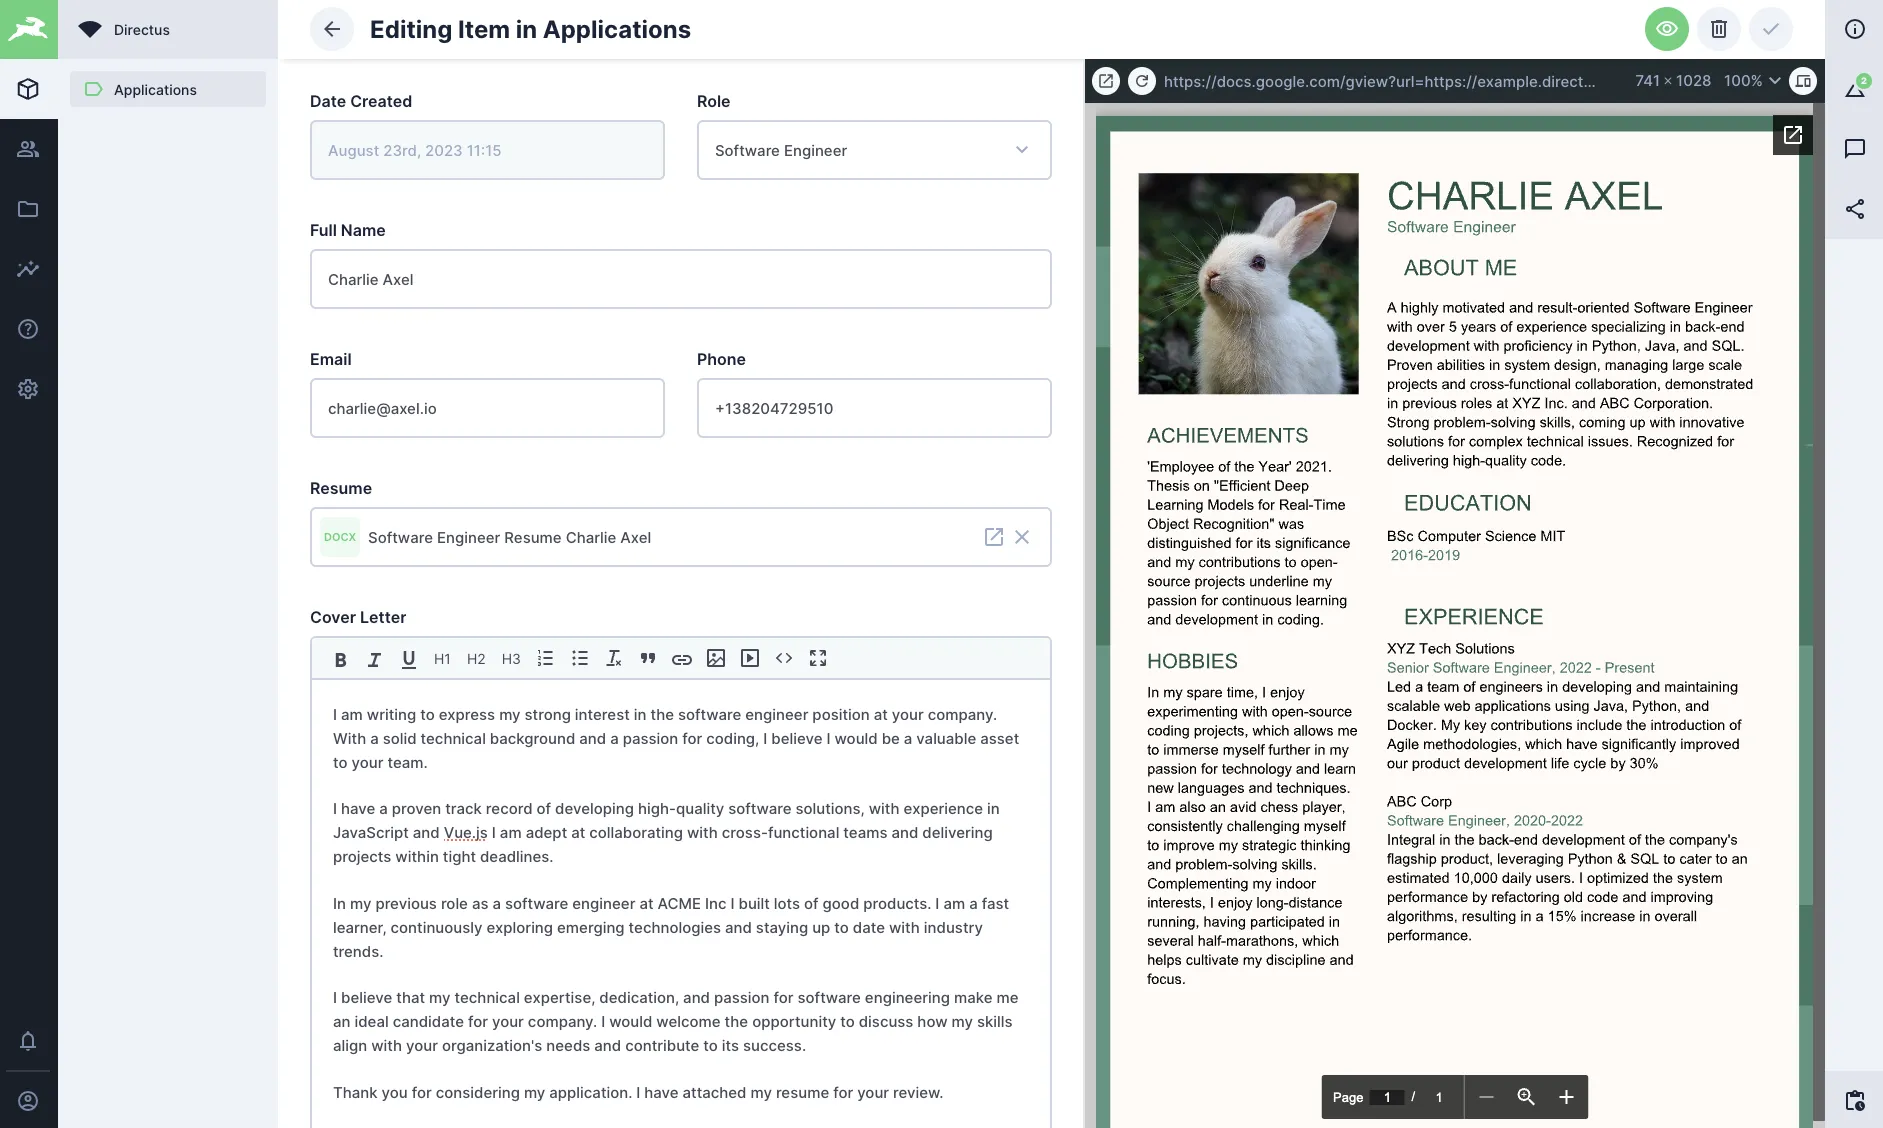 Directus
Editing Item in Applications
Applications
Date Created
Role
August 23rd, 2023 11:15
Software Engineer
Full Name
Charlie Axel
Email
Phone
charlie@axel.io
+138204729510
Resume
DOCX
Software Engineer Resume Charlie Axel
Cover Letter
B I U H1 H2 H3
I am writing to express my strong interest in the software engineer position at your company.
With a solid technical background and a passion for coding, I believe I would be a valuable asset
to your team.
I have a proven track record of developing high-quality software solutions, with experience in
JavaScript and Vue.js I am adept at collaborating with cross-functional teams and delivering
projects within tight deadlines.
In my previous role as a software engineer at ACME Inc I built lots of good products. I am a fast
learner, continuously exploring emerging technologies and staying up to date with industry
trends.
I believe that my technical expertise, dedication, and passion for software engineering make me
an ideal candidate for your company. I would welcome the opportunity to discuss how my skills
align with your organization's needs and contribute to its success.
Thank you for considering my application. I have attached my resume for your review.
https://docs.google.com/gview?url=https://example.direct...
741 × 1028 100%
2
CHARLIE AXEL
Software Engineer
ABOUT ME
A highly motivated and result-oriented Software Engineer
with over 5 years of experience specializing in back-end
development with proficiency in Python, Java, and SQL.
Proven abilities in system design, managing large scale
projects and cross-functional collaboration, demonstrated
in previous roles at XYZ Inc. and ABC Corporation.
Strong problem-solving skills, coming up with innovative
solutions for complex technical issues. Recognized for
delivering high-quality code.
ACHIEVEMENTS
'Employee of the Year' 2021.
Thesis on "Efficient Deep
Learning Models for Real-Time
Object Recognition" was
distinguished for its significance
and my contributions to open-
source projects underline my
passion for continuous learning
and development in coding.
HOBBIES
In my spare time, I enjoy
experimenting with open-source
coding projects, which allows me
to immerse myself further in my
passion for technology and learn
new languages and techniques.
I am also an avid chess player,
consistently challenging myself
to improve my strategic thinking
and problem-solving skills.
Complementing my indoor
interests, I enjoy long-distance
running, having participated in
several half-marathons, which
helps cultivate my discipline and
focus.
EDUCATION
BSc Computer Science MIT
2016-2019
EXPERIENCE
XYZ Tech Solutions
Senior Software Engineer, 2022 - Present
Led a team of engineers in developing and maintaining
scalable web applications using Java, Python, and
Docker. My key contributions include the introduction of
Agile methodologies, which have significantly improved
our product development life cycle by 30%
ABC Corp
Software Engineer, 2020-2022
Integral in the back-end development of the company's
flagship product, leveraging Python & SQL to cater to an
estimated 10,000 daily users. I optimized the system
performance by refactoring old code and improving
algorithms, resulting in a 15% increase in overall
performance.
Page 1 / 1